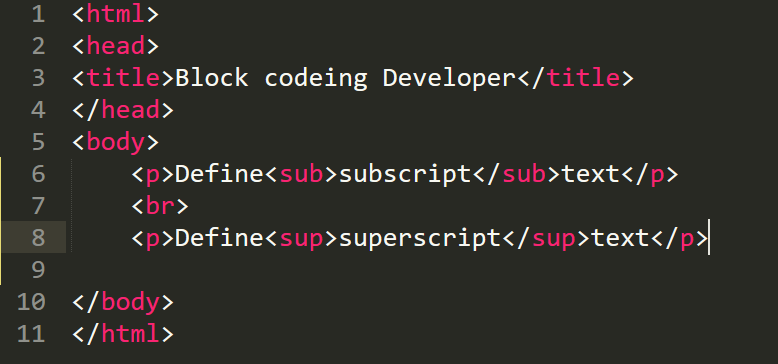 1 <html>
2 <head>
3 <title>Block codeing Developer</title>
4 </head>
5 <body>
6     <p>Define<sub>subscript</sub>text</p>
7     <br>
8     <p>Define<sup>superscript</sup>text</p>
9
10 </body>
11 </html>